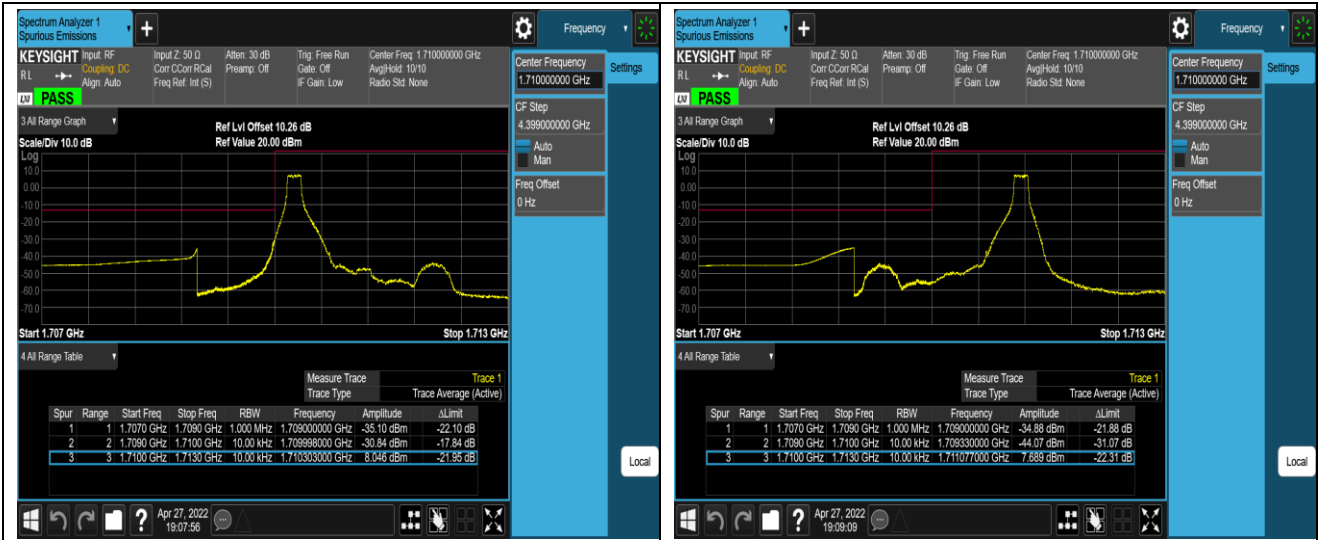 Spectrum Analyzer 1
Spurious Emissions
Frequency
KEYSIGHT Input: RF Input Z: 50 Ω Atten: 30 dB Trig: Free Run Center Freq: 1.710000000 GHz
Coupling: DC Corr CCorr RCal Preamp: Off Gate: Off Avg|Hold: 10/10
RL Align: Auto Freq Ref: Int (S) IF Gain: Low Radio Std: None
PASS
Center Frequency
1.710000000 GHz
Settings
CF Step
4.399000000 GHz
Auto
Man
Freq Offset
0 Hz
3 All Range Graph
Ref Lvl Offset 10.26 dB
Scale/Div 10.0 dB Ref Value 20.00 dBm
Log
10.0
0.00
-10.0
-20.0
-30.0
-40.0
-50.0
-60.0
-70.0
Start 1.707 GHz Stop 1.713 GHz
4 All Range Table
Measure Trace Trace 1
Trace Type Trace Average (Active)
Spur Range Start Freq Stop Freq RBW Frequency Amplitude ΔLimit
1 1 1.7070 GHz 1.7090 GHz 1.000 MHz 1.709000000 GHz -35.10 dBm -22.10 dB
2 2 1.7090 GHz 1.7100 GHz 10.00 kHz 1.709998000 GHz -30.84 dBm -17.84 dB
3 3 1.7100 GHz 1.7130 GHz 10.00 kHz 1.710303000 GHz 8.046 dBm -21.95 dB
Local
Apr 27, 2022
19:07:56
Spectrum Analyzer 1
Spurious Emissions
Frequency
KEYSIGHT Input: RF Input Z: 50 Ω Atten: 30 dB Trig: Free Run Center Freq: 1.710000000 GHz
Coupling: DC Corr CCorr RCal Preamp: Off Gate: Off Avg|Hold: 10/10
RL Align: Auto Freq Ref: Int (S) IF Gain: Low Radio Std: None
PASS
Center Frequency
1.710000000 GHz
Settings
CF Step
4.399000000 GHz
Auto
Man
Freq Offset
0 Hz
3 All Range Graph
Ref Lvl Offset 10.26 dB
Scale/Div 10.0 dB Ref Value 20.00 dBm
Log
10.0
0.00
-10.0
-20.0
-30.0
-40.0
-50.0
-60.0
-70.0
Start 1.707 GHz Stop 1.713 GHz
4 All Range Table
Measure Trace Trace 1
Trace Type Trace Average (Active)
Spur Range Start Freq Stop Freq RBW Frequency Amplitude ΔLimit
1 1 1.7070 GHz 1.7090 GHz 1.000 MHz 1.709000000 GHz -34.88 dBm -21.88 dB
2 2 1.7090 GHz 1.7100 GHz 10.00 kHz 1.709330000 GHz -44.07 dBm -31.07 dB
3 3 1.7100 GHz 1.7130 GHz 10.00 kHz 1.711077000 GHz 7.689 dBm -22.31 dB
Local
Apr 27, 2022
19:09:09